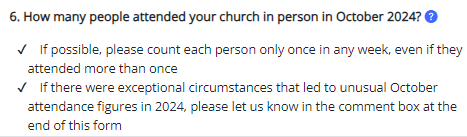 6. How many people attended your church in person in October 2024? ?
✓ If possible, please count each person only once in any week, even if they
attended more than once
✓ If there were exceptional circumstances that led to unusual October
attendance figures in 2024, please let us know in the comment box at the
end of this form